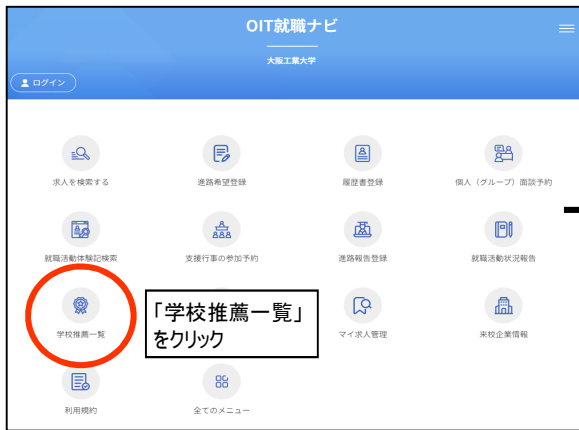 OIT就職ナビ
大阪工業大学
ログイン
求人を検索する
進路希望登録
履歴書登録
個人（グループ）面談予約
就職活動体験記検索
支援行事の参加予約
進路報告登録
就職活動状況報告
学校推薦一覧
「学校推薦一覧」
をクリック
マイ求人管理
来校企業情報
利用規約
全てのメニュー